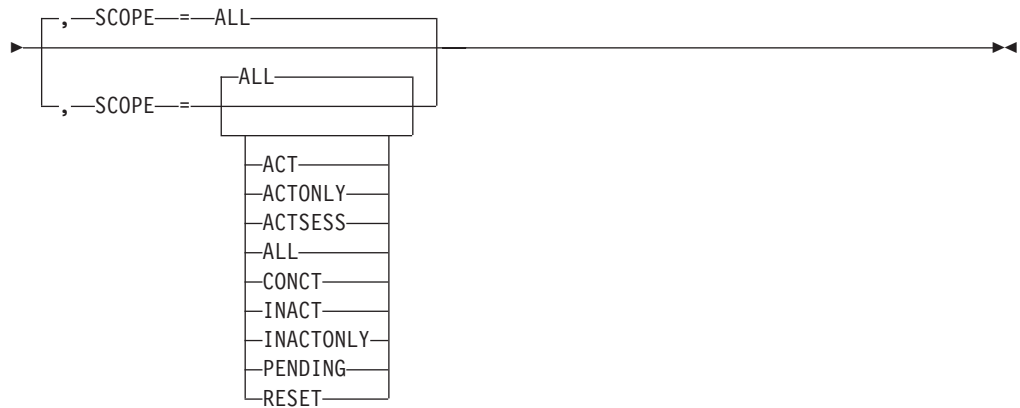 , SCOPE = ALL
ALL
, SCOPE =
ACT
ACTONLY
ACTSESS
ALL
CONCT
INACT
INACTONLY
PENDING
RESET